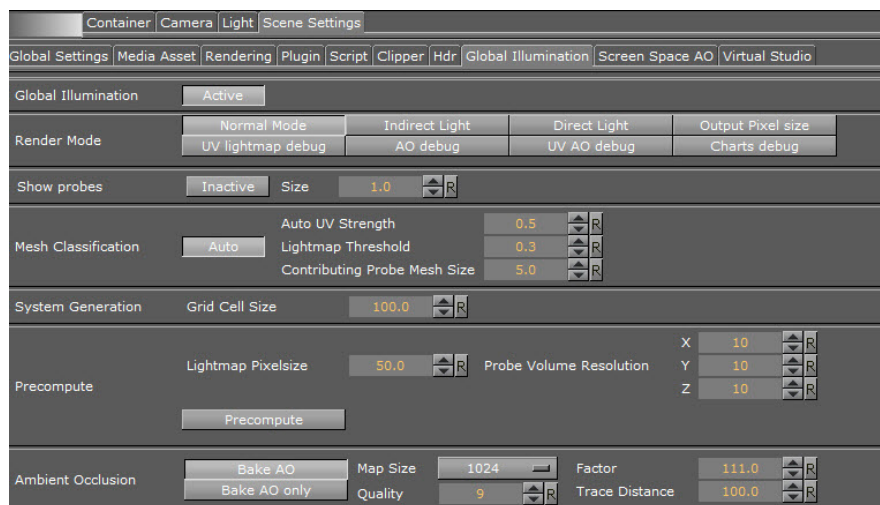 Container Camera Light Scene Settings
Global Settings Media Asset Rendering Plugin Script Clipper Hdr Global Illumination Screen Space AO Virtual Studio
Global Illumination Active
Render Mode
Normal Mode Indirect Light Direct Light Output Pixel size
UV lightmap debug AO debug UV AO debug Charts debug
Show probes Inactive Size 1.0 R
Auto UV Strength 0.5 R
Mesh Classification Auto Lightmap Threshold 0.3 R
Contributing Probe Mesh Size 5.0 R
System Generation Grid Cell Size 100.0 R
X 10 R
Lightmap Pixelsize 50.0 R Probe Volume Resolution Y 10 R
Precompute
Z 10 R
Precompute
Ambient Occlusion
Bake AO Map Size 1024 Factor 111.0 R
Bake AO only Quality 9 R Trace Distance 100.0 R